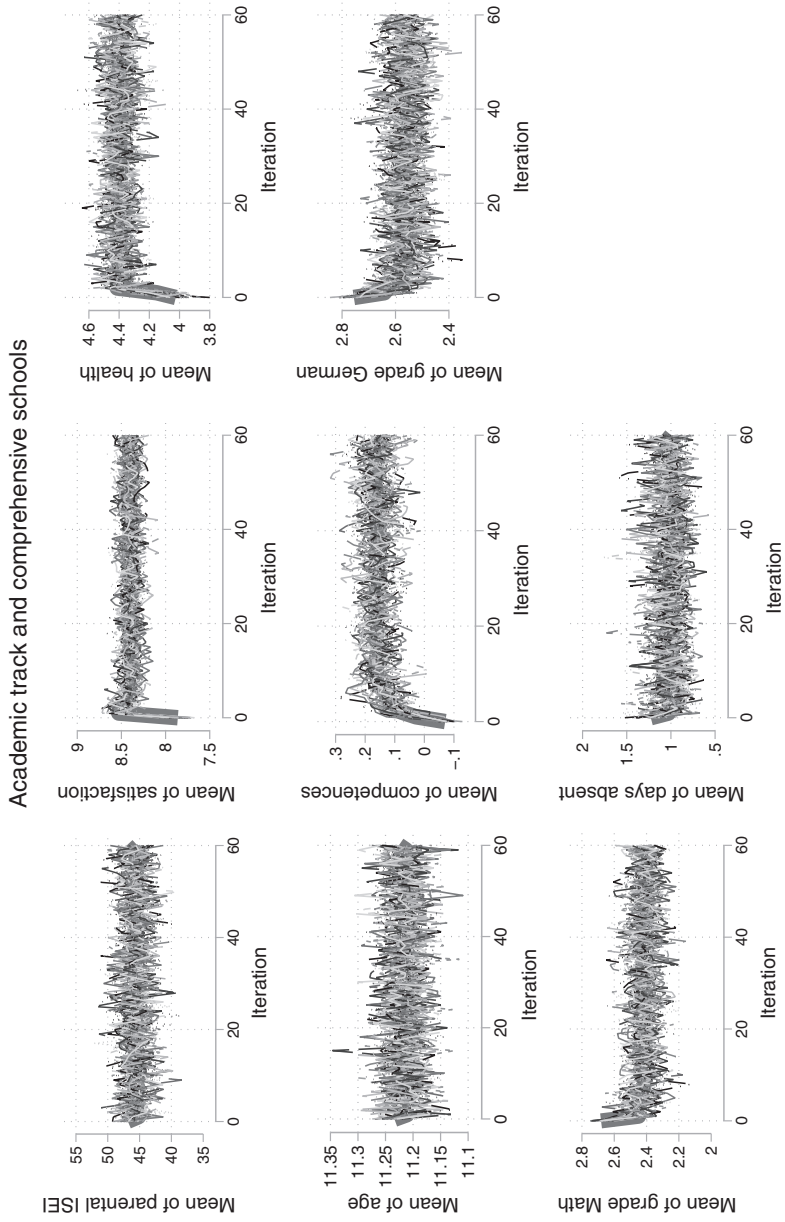 Academic track and comprehensive schools
Mean of parental ISEI
55
50
45
40
35
0 20 40 60
Iteration
Mean of satisfaction
9
8.5
8
7.5
0 20 40 60
Iteration
Mean of health
4.6
4.4
4.2
4
3.8
0 20 40 60
Iteration
Mean of age
11.35
11.3
11.25
11.2
11.15
11.1
0 20 40 60
Iteration
Mean of competences
.3
.2
.1
0
-.1
0 20 40 60
Iteration
Mean of grade German
2.8
2.6
2.4
0 20 40 60
Iteration
Mean of grade Math
2.8
2.6
2.4
2.2
2
0 20 40 60
Iteration
Mean of days absent
2
1.5
1
.5
0 20 40 60
Iteration